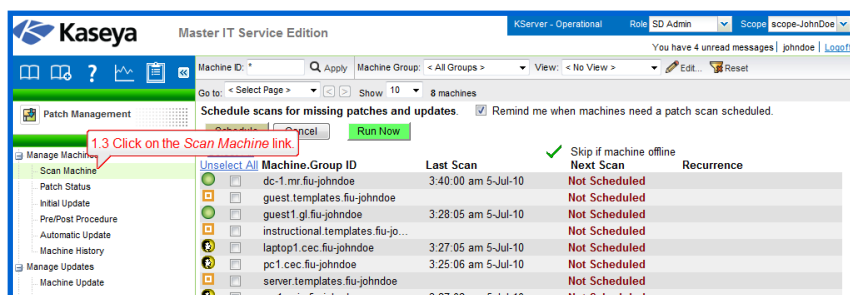 Kaseya
Master IT Service Edition
KServer - Operational Role SD Admin Scope scope-JohnDoe
You have 4 unread messages johndoe Logoff
Machine ID: * Apply Machine Group: < All Groups > View: < No View > Edit... Reset
Go to: < Select Page > < > Show 10 8 machines
Patch Management
Schedule scans for missing patches and updates. Remind me when machines need a patch scan scheduled.
Schedule Cancel Run Now
1.3 Click on the Scan Machine link.
Skip if machine offline
Unselect All Machine.Group ID Last Scan Next Scan Recurrence
Manage Machines
Scan Machine
Patch Status
Initial Update
Pre/Post Procedure
Automatic Update
Machine History
Manage Updates
Machine Update
dc-1.mr.fiu-johndoe 3:40:00 am 5-Jul-10 Not Scheduled
guest.templates.fiu-johndoe Not Scheduled
guest1.gl.fiu-johndoe 3:28:05 am 5-Jul-10 Not Scheduled
instructional.templates.fiu-jo... Not Scheduled
laptop1.cec.fiu-johndoe 3:27:05 am 5-Jul-10 Not Scheduled
pc1.cec.fiu-johndoe 3:25:06 am 5-Jul-10 Not Scheduled
server.templates.fiu-johndoe Not Scheduled